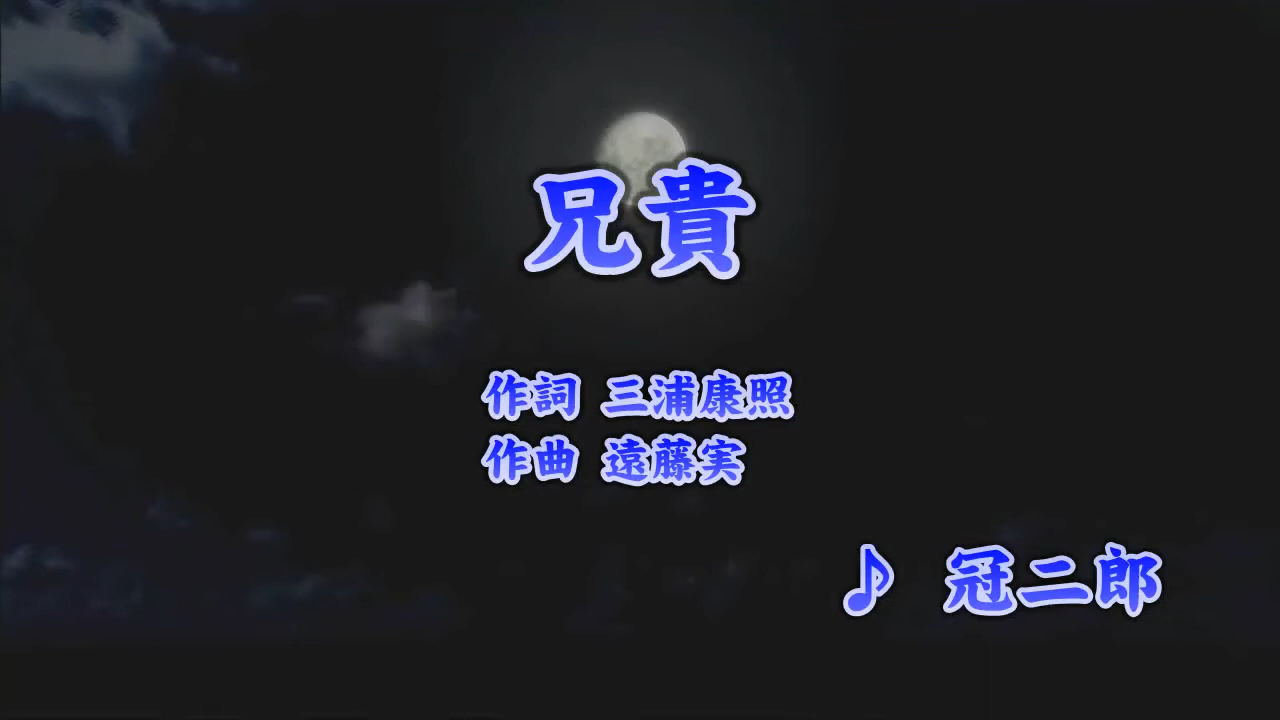 兄貴
作詞 三浦康照
作曲 遠藤実
♪ 冠二郎